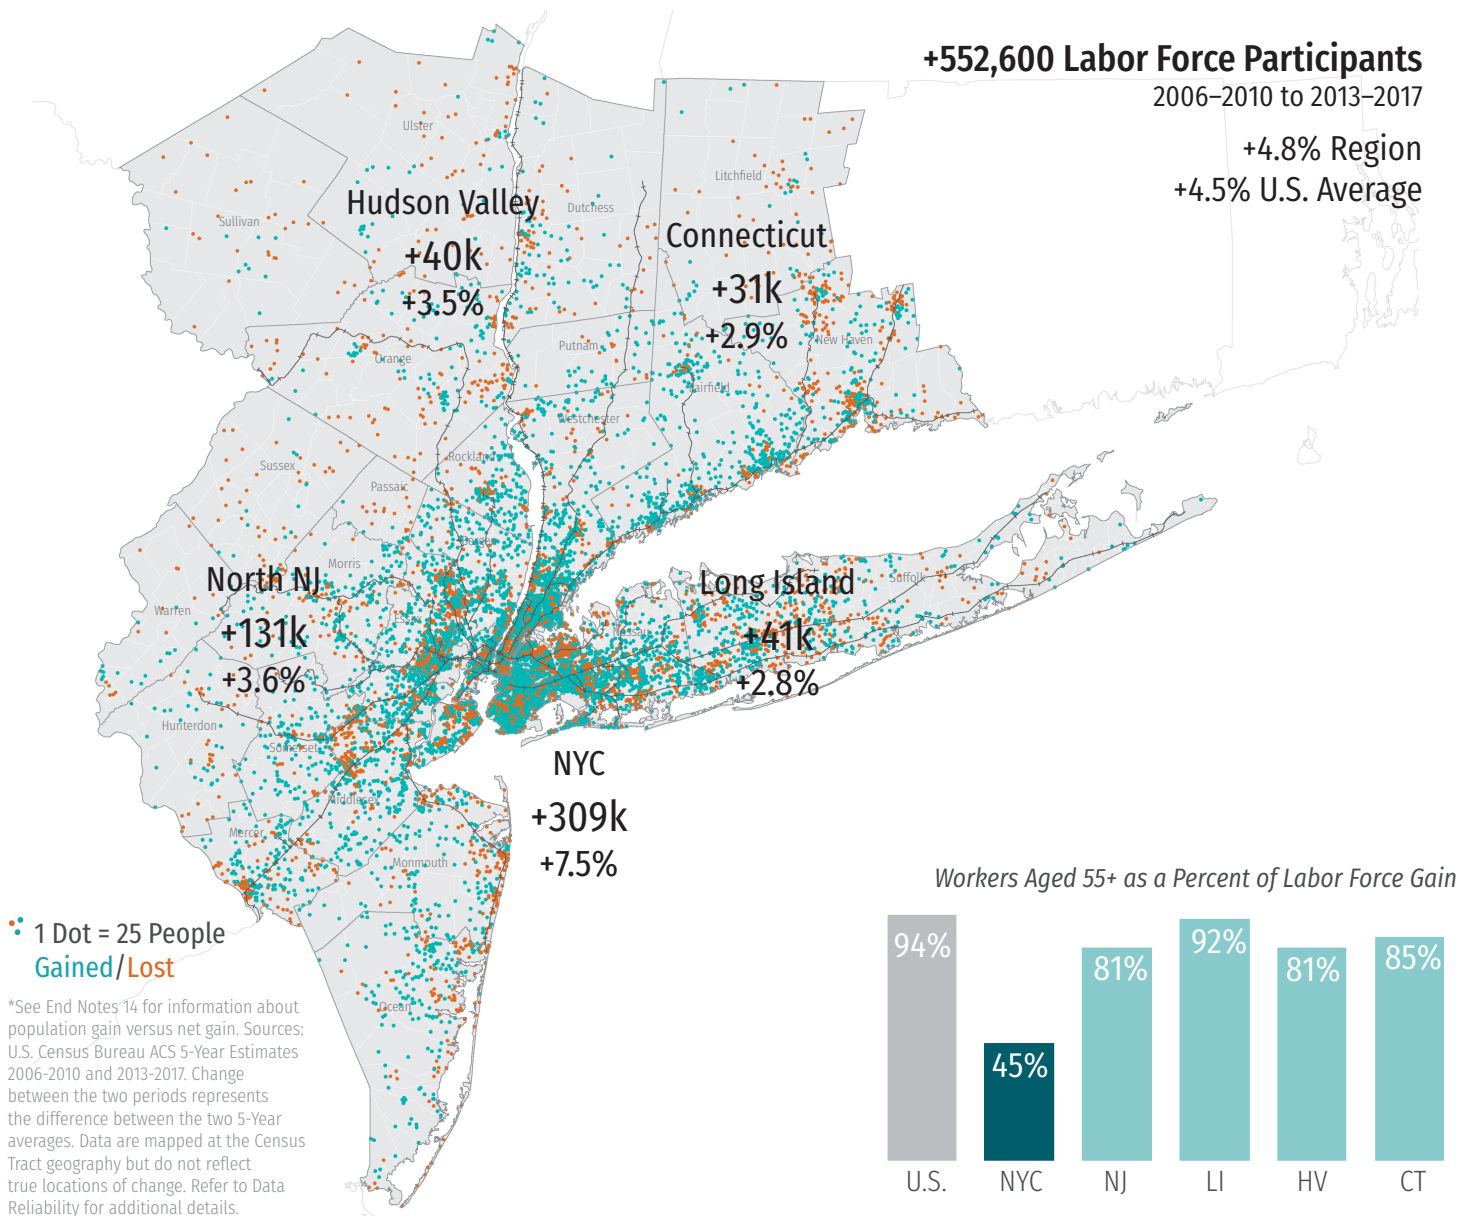 +552,600 Labor Force Participants
2006–2010 to 2013–2017
+4.8% Region
+4.5% U.S. Average
Ulster
Sullivan
Dutchess
Litchfield
Hudson Valley
+40k
+3.5%
Connecticut
+31k
+2.9%
Orange
Putnam
New Haven
Fairfield
Westchester
Sussex
Rockland
Passaic
Bergen
Morris
North NJ
+131k
+3.6%
Warren
Essex
Long Island
+41k
+2.8%
Suffolk
Nassau
Hunterdon
Somerset
Middlesex
Mercer
Monmouth
Ocean
NYC
+309k
+7.5%
1 Dot = 25 People
Gained/Lost
*See End Notes 14 for information about
population gain versus net gain. Sources:
U.S. Census Bureau ACS 5-Year Estimates
2006-2010 and 2013-2017. Change
between the two periods represents
the difference between the two 5-Year
averages. Data are mapped at the Census
Tract geography but do not reflect
true locations of change. Refer to Data
Reliability for additional details.
Workers Aged 55+ as a Percent of Labor Force Gain
94%
45%
81%
92%
81%
85%
U.S.
NYC
NJ
LI
HV
CT